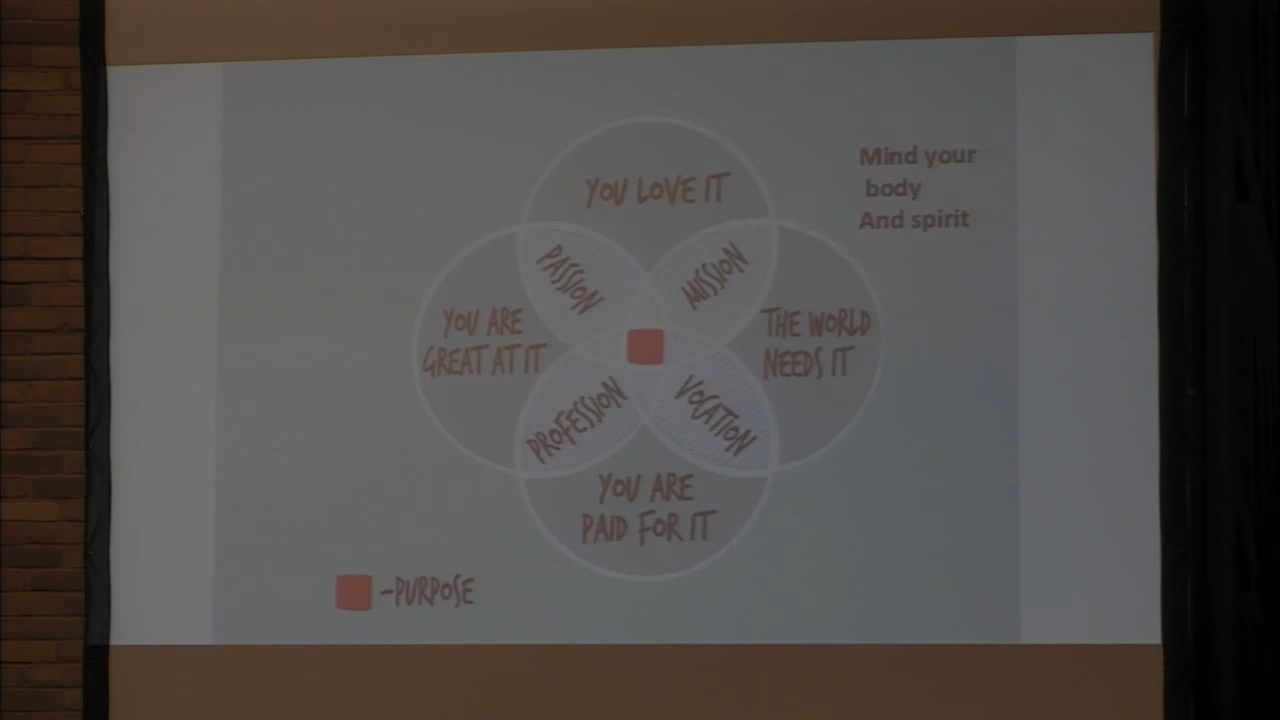 YOU LOVE IT
Mind your
body
And spirit
PASSION
MISSION
YOU ARE
GREAT AT IT
THE WORLD
NEEDS IT
PROFESSION
VOCATION
YOU ARE
PAID FOR IT
-PURPOSE